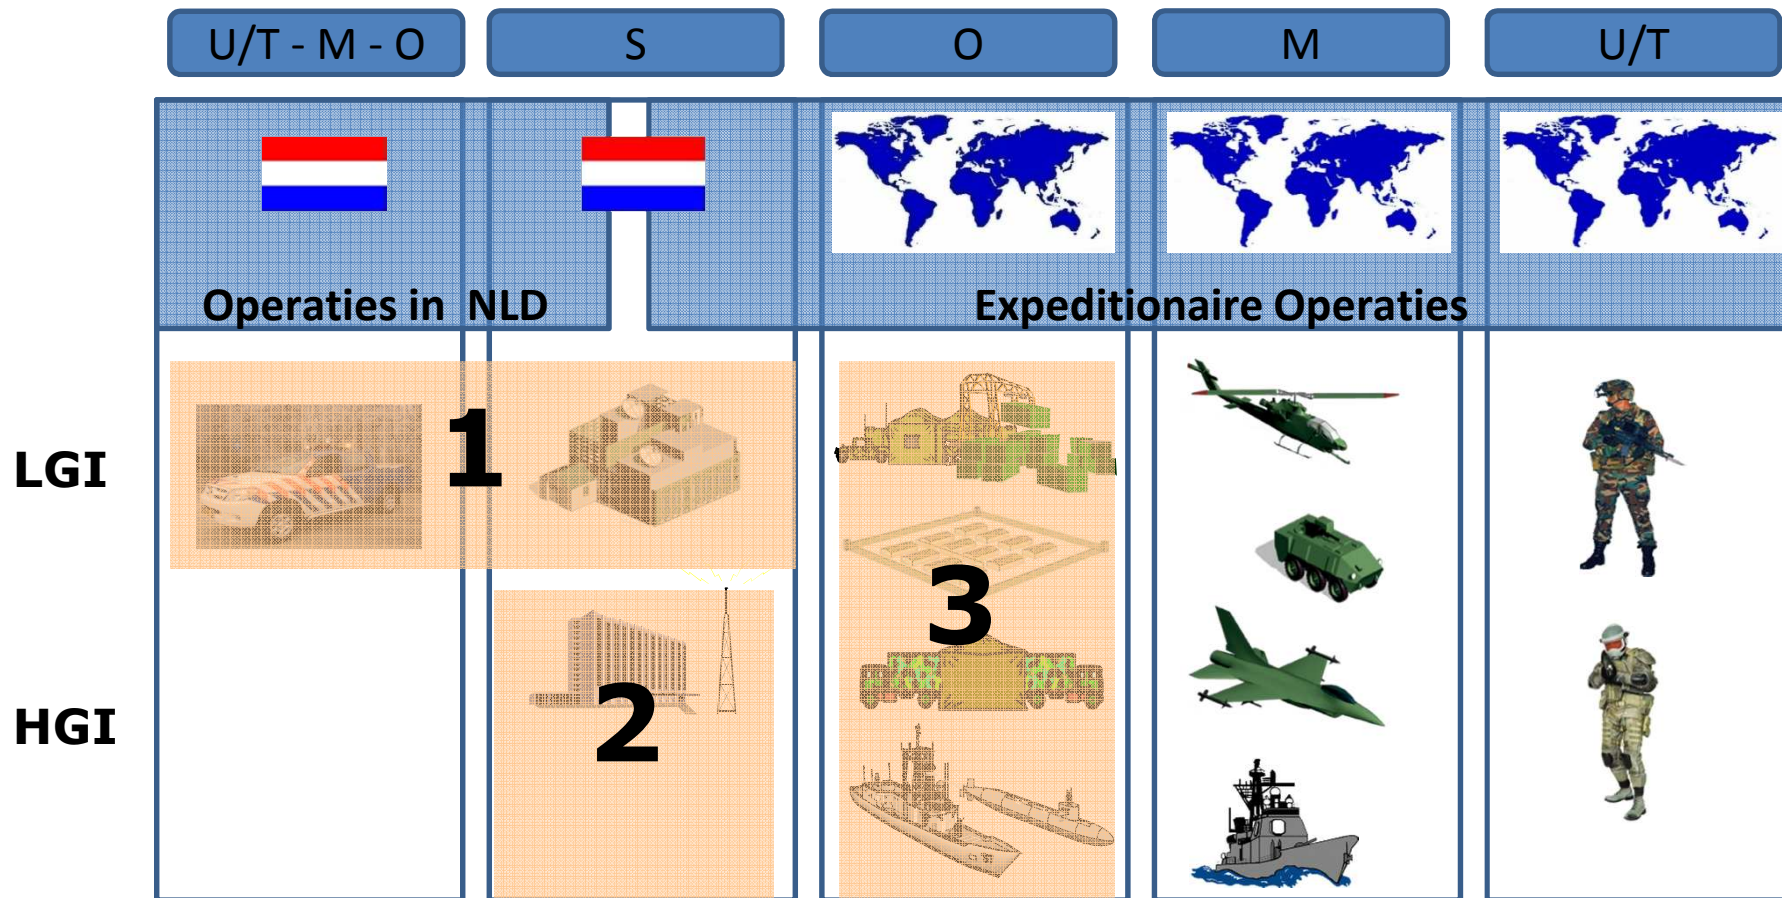 U/T - M - O
S
O
M
U/T
Operaties in NLD
Expeditionaire Operaties
LGI
1
3
HGI
2